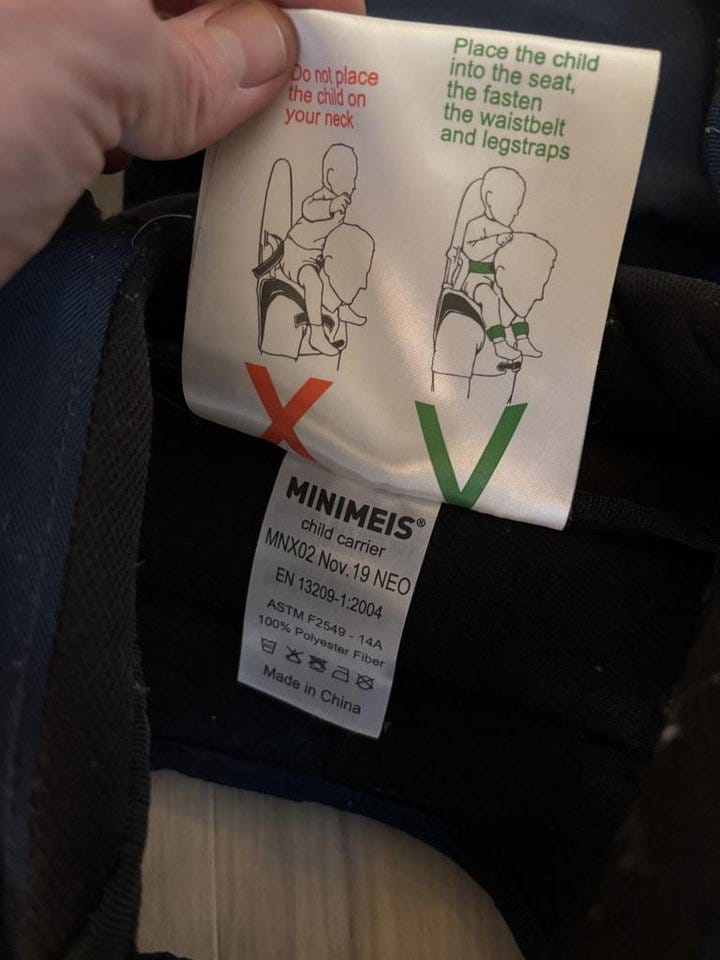 Do not place
the child on
your neck
Place the child
into the seat,
the fasten
the waistbelt
and legstraps
X
V
MINIMEIS®
child carrier
MNX02 Nov.19 NEO
EN 13209-1:2004
ASTM F2549 - 14A
100% Polyester Fiber
Made in China